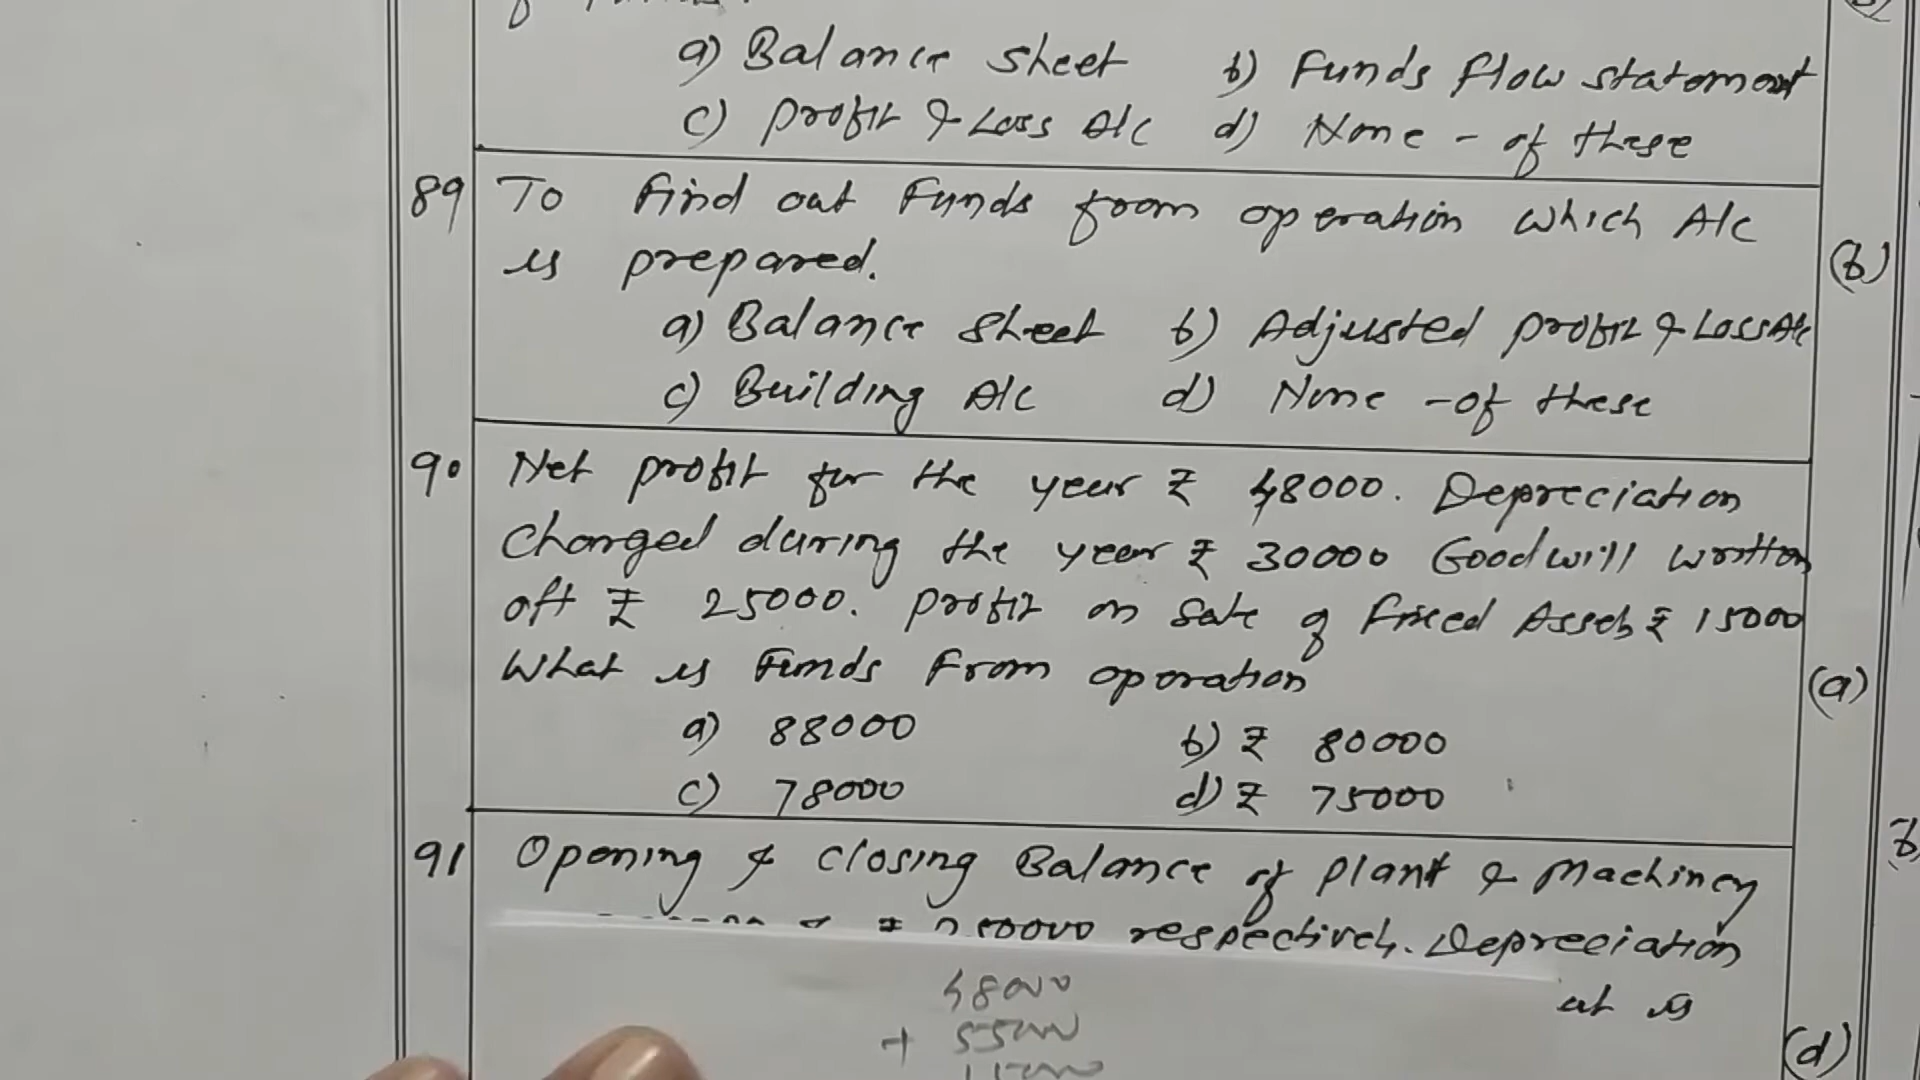 a) Balance Sheet b) Funds flow statement
c) Profit & Loss A/c d) None - of these
89 To find out Funds from operation which A/c
is prepared. (b)
a) Balance Sheet b) Adjusted profit & Loss A/c
c) Building A/c d) None - of these
90 Net profit for the year ₹ 48000. Depreciation
Charged during the year ₹ 30000 Goodwill written
off ₹ 25000. profit on Sale of fixed Assets ₹ 15000
What is Funds From operation (a)
a) 88000 b) ₹ 80000
c) 78000 d) ₹ 75000
91 Opening & closing Balance of plant & Machinery
respectively. Depreciation
48000
at is
+ 55000
(d)